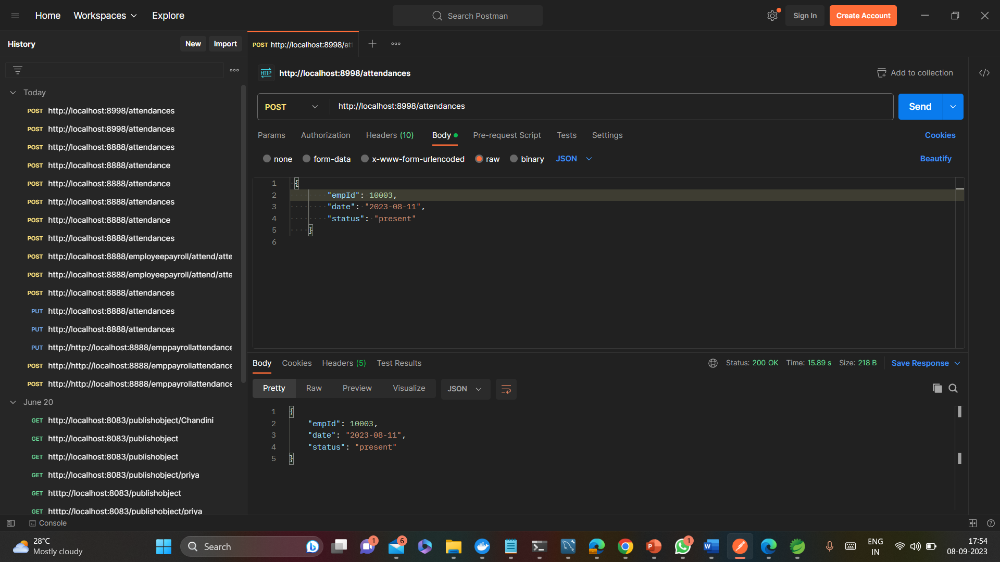 Home
Workspaces
Explore
Search Postman
Sign In
Create Account
History
New
Import
POST http://localhost:8998/att
http://localhost:8998/attendances
Add to collection
POST
http://localhost:8998/attendances
Send
Params
Authorization
Headers (10)
Body
Pre-request Script
Tests
Settings
Cookies
none
form-data
x-www-form-urlencoded
raw
binary
JSON
Beautify
1 {
2 "empId": 10003,
3 "date": "2023-08-11",
4 "status": "present"
5 }
6
Today
POST http://localhost:8998/attendances
POST http://localhost:8998/attendances
POST http://localhost:8888/attendances
POST http://localhost:8888/attendance
POST http://localhost:8888/attendance
POST http://localhost:8888/attendances
POST http://localhost:8888/attendance
POST http://localhost:8888/attendances
POST http://localhost:8888/employeepayroll/attend/atte
POST http://localhost:8888/employeepayroll/attend/atte
POST http://localhost:8888/attendances
PUT http://localhost:8888/attendances
PUT http://localhost:8888/attendances
PUT http://http://localhost:8888/emppayrollattendance
POST http://http://localhost:8888/emppayrollattendance
POST http://http://localhost:8888/emppayrollattendance
June 20
GET http://localhost:8083/publishobject/Chandini
GET http://localhost:8083/publishobject
GET http://localhost:8083/publishobject
GET http://localhost:8083/publishobject/priya
GET htttp://localhost:8083/publishobject
GET http://localhost:8083/publishobject/priya
Body
Cookies
Headers (5)
Test Results
Status: 200 OK
Time: 15.89 s
Size: 218 B
Save Response
Pretty
Raw
Preview
Visualize
JSON
1 {
2 "empId": 10003,
3 "date": "2023-08-11",
4 "status": "present"
5 }
Console
28°C
Mostly cloudy
Search
1
6
1
ENG
IN
17:54
08-09-2023